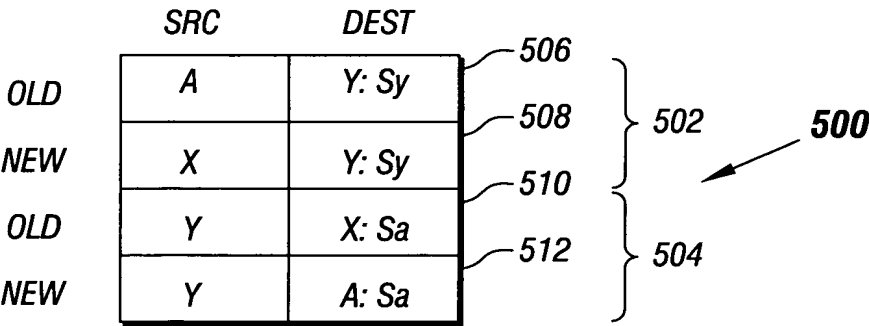 SRC DEST
506
OLD A Y: Sy
508
502
500
NEW X Y: Sy
510
OLD Y X: Sa
512
504
NEW Y A: Sa